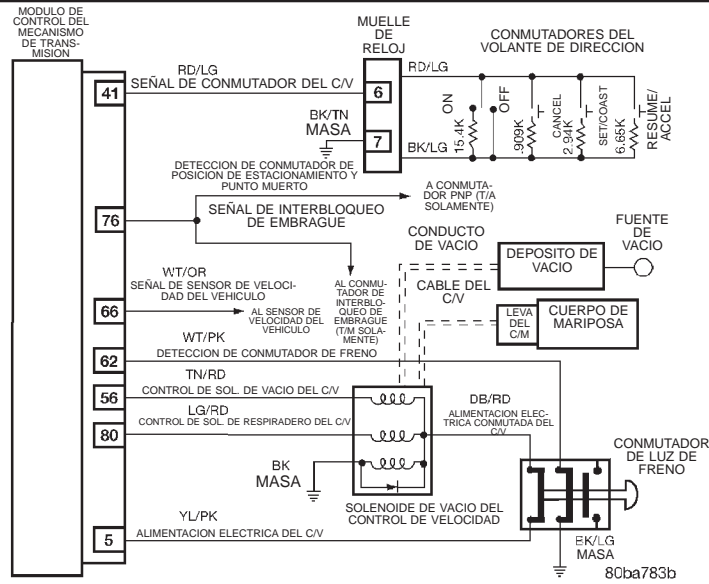 MODULO DE
CONTROL DEL
MECANISMO
DE TRANS-
MISION
41
RD/LG
SEÑAL DE CONMUTADOR DEL C/V
BK/TN
MASA
MUELLE
DE
RELOJ
6
7
RD/LG
BK/LG
CONMUTADORES DEL
VOLANTE DE DIRECCION
ON
15.4K
OFF
.909K
CANCEL
2.94K
SET/COAST
6.65K
RESUME/
ACCEL
DETECCION DE CONMUTADOR DE
POSICION DE ESTACIONAMIENTO Y
PUNTO MUERTO
76
SEÑAL DE INTERBLOQUEO
DE EMBRAGUE
A CONMUTA-
DOR PNP (T/A
SOLAMENTE)
AL CONMU-
TADOR DE
INTERBLO-
QUEO DE
EMBRAGUE
(T/M SOLA-
MENTE)
CONDUCTO
DE VACIO
DEPOSITO DE
VACIO
FUENTE
DE
VACIO
CABLE DEL
C/V
LEVA
DEL
C/M
CUERPO DE
MARIPOSA
WT/OR
SEÑAL DE SENSOR DE VELOCI-
DAD DEL VEHICULO
66
AL SENSOR DE
VELOCIDAD DEL
VEHICULO
WT/PK
62
DETECCION DE CONMUTADOR DE FRENO
TN/RD
56
CONTROL DE SOL. DE VACIO DEL C/V
LG/RD
80
CONTROL DE SOL. DE RESPIRADERO DEL C/V
BK
MASA
DB/RD
ALIMENTACION ELEC-
TRICA CONMUTADA DEL
C/V
SOLENOIDE DE VACIO DEL
CONTROL DE VELOCIDAD
CONMUTADOR
DE LUZ DE
FRENO
BK/LG
MASA
YL/PK
5
ALIMENTACION ELECTRICA DEL C/V
80ba783b